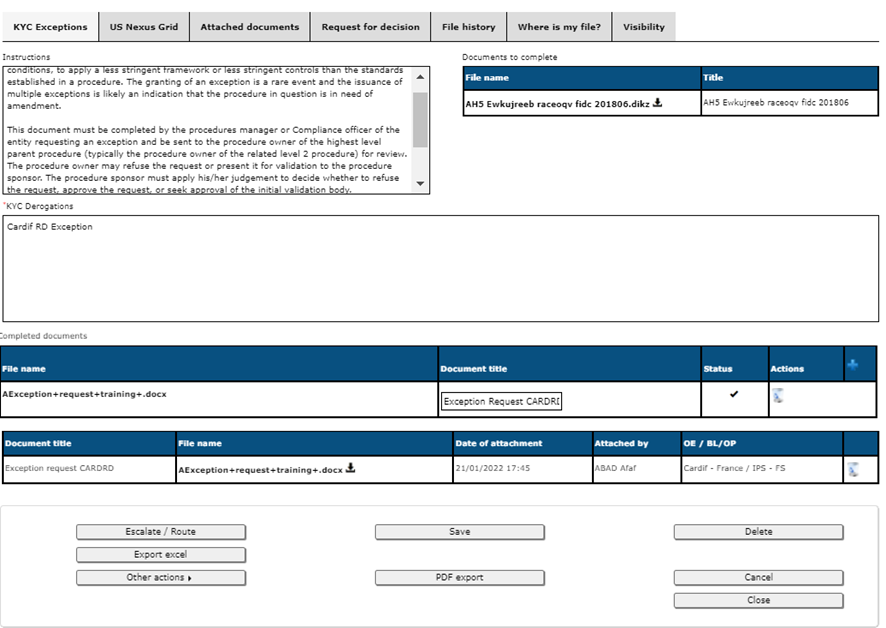 KYC Exceptions US Nexus Grid Attached documents Request for decision File history Where is my file? Visibility
Instructions
conditions, to apply a less stringent framework or less stringent controls than the standards
established in a procedure. The granting of an exception is a rare event and the issuance of
multiple exceptions is likely an indication that the procedure in question is in need of
amendment.
This document must be completed by the procedures manager or Compliance officer of the
entity requesting an exception and be sent to the procedure owner of the highest level
parent procedure (typically the procedure owner of the related level 2 procedure) for review.
The procedure owner may refuse the request or present it for validation to the procedure
sponsor. The procedure sponsor must apply his/her judgement to decide whether to refuse
the request, approve the request, or seek approval of the initial validation body.
Documents to complete
File name Title
AH5 Ewkujreeb raceoqv fidc 201806.dikz AH5 Ewkujreeb raceoqv fidc 201806
*KYC Derogations
Cardif RD Exception
Completed documents
File name Document title Status Actions
AException+request+training+.docx Exception Request CARDRI
Document title File name Date of attachment Attached by OE / BL/OP
Exception request CARDRD AException+request+training+.docx 21/01/2022 17:45 ABAD Afaf Cardif - France / IPS - FS
Escalate / Route Save Delete
Export excel
Other actions PDF export Cancel
Close